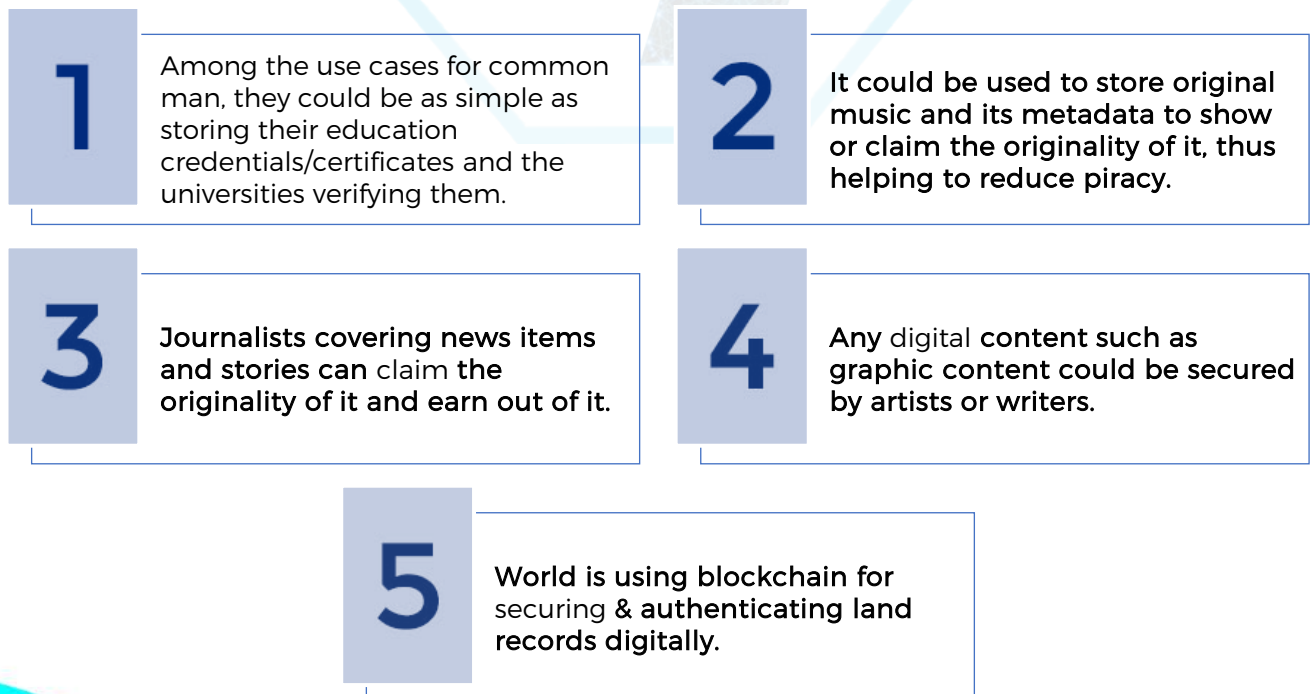 1
Among the use cases for common
man, they could be as simple as
storing their education
credentials/certificates and the
universities verifying them.
2
It could be used to store original
music and its metadata to show
or claim the originality of it, thus
helping to reduce piracy.
3
Journalists covering news items
and stories can claim the
originality of it and earn out of it.
4
Any digital content such as
graphic content could be secured
by artists or writers.
5
World is using blockchain for
securing & authenticating land
records digitally.